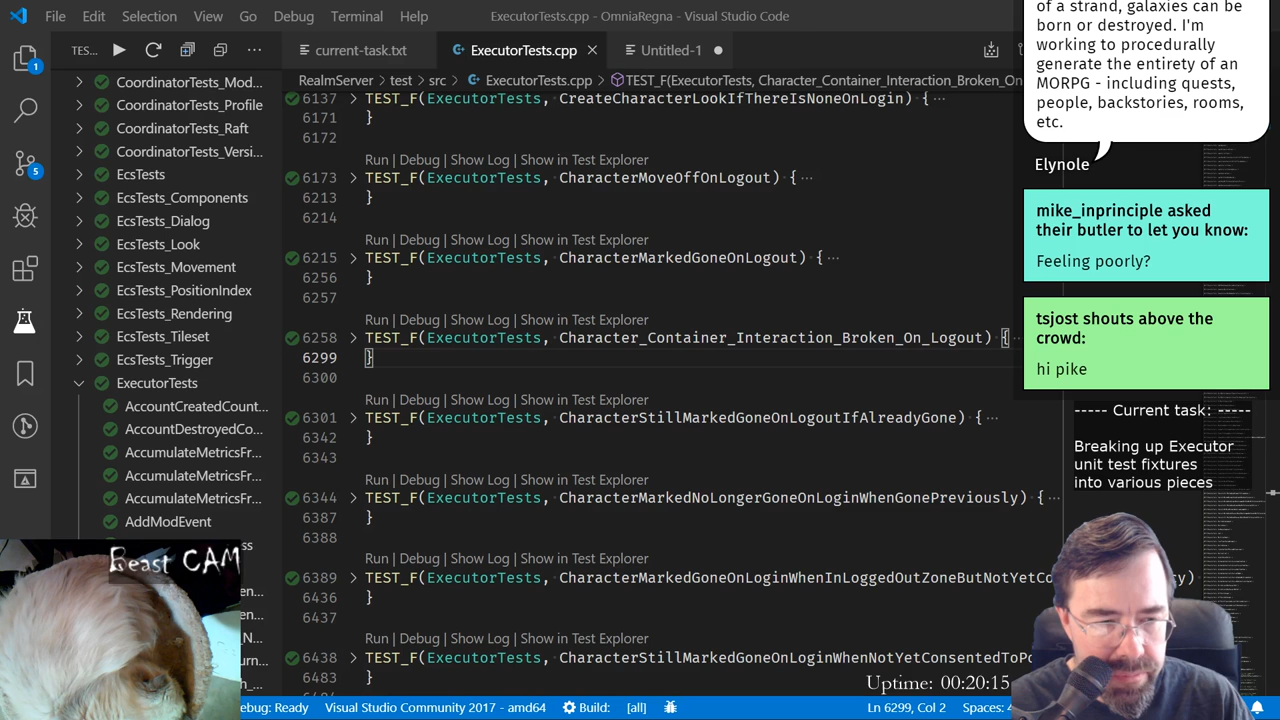 File Edit Selection View Go Debug Terminal Help
ExecutorTests.cpp - OmniaRegna - Visual Studio Code
TES...
current-task.txt
ExecutorTests.cpp
Untitled-1
RealmServer > test > src > ExecutorTests.cpp > TEST_F(ExecutorTests, Character_Container_Interaction_Broken_On
1
5
CoordinatorTests_Mod...
CoordinatorTests_Profile
CoordinatorTests_Raft
CoordinatorTests_Versi...
EcsTests
EcsTests_Components
EcsTests_Dialog
EcsTests_Look
EcsTests_Movement
EcsTests_PositionIndex
EcsTests_Rendering
EcsTests_Tileset
EcsTests_Trigger
ExecutorTests
AccountCreatedCount...
AccountDestroyedCo...
AccumulateMetricsFr...
AccumulateMetricsFr...
AccumulateMetricsFr...
AddModEvent
6137 TEST_F(ExecutorTests, CreateCharacterLookIfThereIsNoneOnLogin) {...
6171 }
6172
Run | Debug | Show Log | Show in Test Explorer
6173 TEST_F(ExecutorTests, CharacterMoveOffOnLogout) {...
6213 }
6214
Run | Debug | Show Log | Show in Test Explorer
6215 TEST_F(ExecutorTests, CharacterMarkedGoneOnLogout) {...
6256 }
6257
Run | Debug | Show Log | Show in Test Explorer
6258 TEST_F(ExecutorTests, Character_Container_Interaction_Broken_On_Logout) {...
6299 }
6300
Run | Debug | Show Log | Show in Test Explorer
6301 TEST_F(ExecutorTests, CharacterStillMarkedGoneOnLogoutIfAlreadyGone) {...
6342 }
6343
Run | Debug | Show Log | Show in Test Explorer
6344 TEST_F(ExecutorTests, CharacterMarkedNoLongerGoneOnLoginWhenGonePreviously) {...
6387 }
6388
Run | Debug | Show Log | Show in Test Explorer
6389 TEST_F(ExecutorTests,
6436 }
6437
Run | Debug | Show Log | Show in Test Explorer
6438 TEST_F(ExecutorTests, CharacterStillMarkedGoneOnLoginWhenNotYetConsentedToPo
6483 }
of a strand, galaxies can be
born or destroyed. I'm
working to procedurally
generate the entirety of an
MORPG - including quests,
people, backstories, rooms,
etc.
Elynole
mike_inprinciple asked
their butler to let you know:
Feeling poorly?
tsjost shouts above the
crowd:
hi pike
----- Current task: -----
Breaking up Executor
unit test fixtures
into various pieces
Beast CAM
Uptime: 00:20:15
ebug: Ready
Visual Studio Community 2017 - amd64
Build: [all]
Ln 6299, Col 2
Spaces: 4